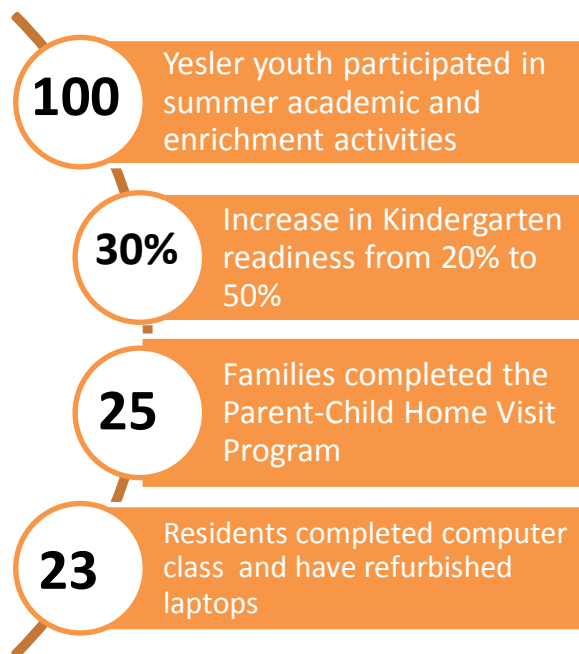 100
Yesler youth participated in
summer academic and
enrichment activities
30%
Increase in Kindergarten
readiness from 20% to
50%
25
Families completed the
Parent-Child Home Visit
Program
23
Residents completed computer
class  and have refurbished
laptops